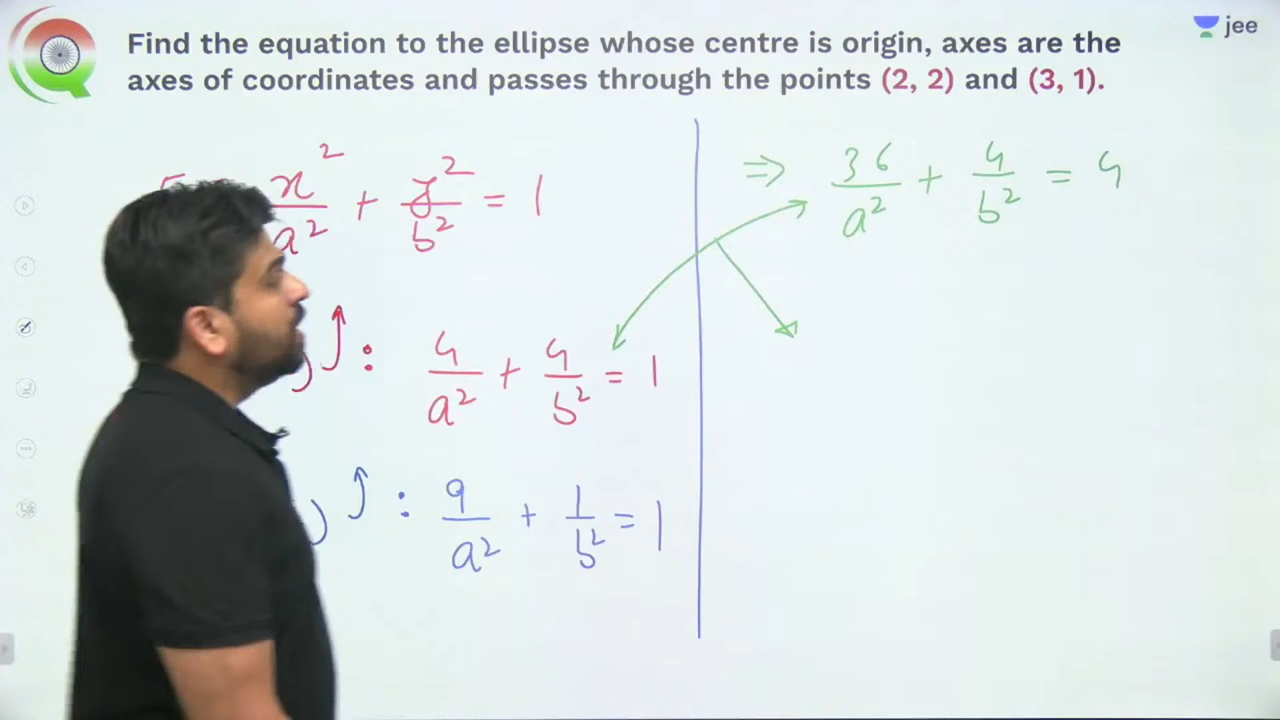 Find the equation to the ellipse whose centre is origin, axes are the
axes of coordinates and passes through the points (2, 2) and (3, 1).
jee
x²/a² + y²/b² = 1
: 4/a² + 4/b² = 1
: 9/a² + 1/b² = 1
⇒ 36/a² + 4/b² = 4